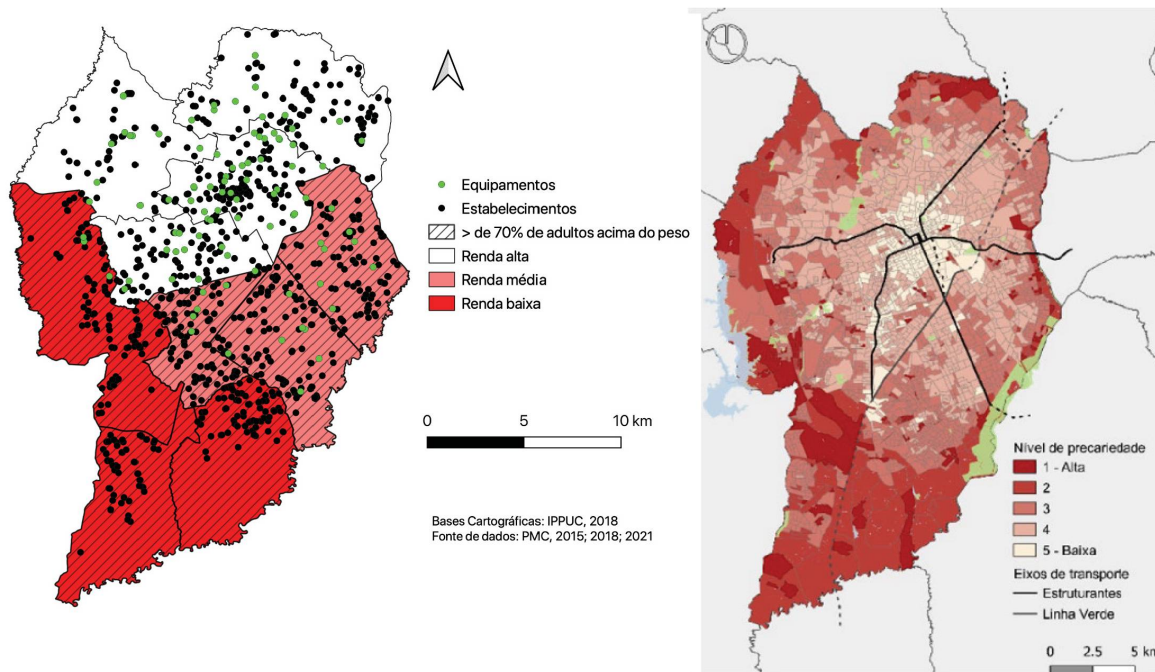 Equipamentos
Estabelecimentos
> de 70% de adultos acima do peso
Renda alta
Renda média
Renda baixa
0 5 10 km
Bases Cartográficas: IPPUC, 2018
Fonte de dados: PMC, 2015; 2018; 2021
Nível de precariedade
1 - Alta
2
3
4
5 - Baixa
Eixos de transporte
Estruturantes
Linha Verde
0 2.5 5 km